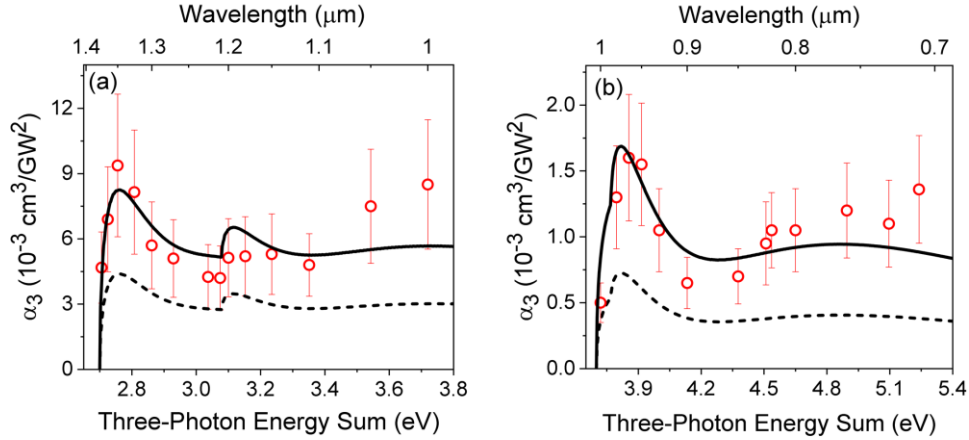 Wavelength (μm)
1.4 1.3 1.2 1.1 1
(a)
α3 (10⁻³ cm³/GW²)
12
9
6
3
0
2.8 3.0 3.2 3.4 3.6 3.8
Three-Photon Energy Sum (eV)
Wavelength (μm)
1 0.9 0.8 0.7
(b)
α3 (10⁻³ cm³/GW²)
2.0
1.5
1.0
0.5
0.0
3.9 4.2 4.5 4.8 5.1 5.4
Three-Photon Energy Sum (eV)